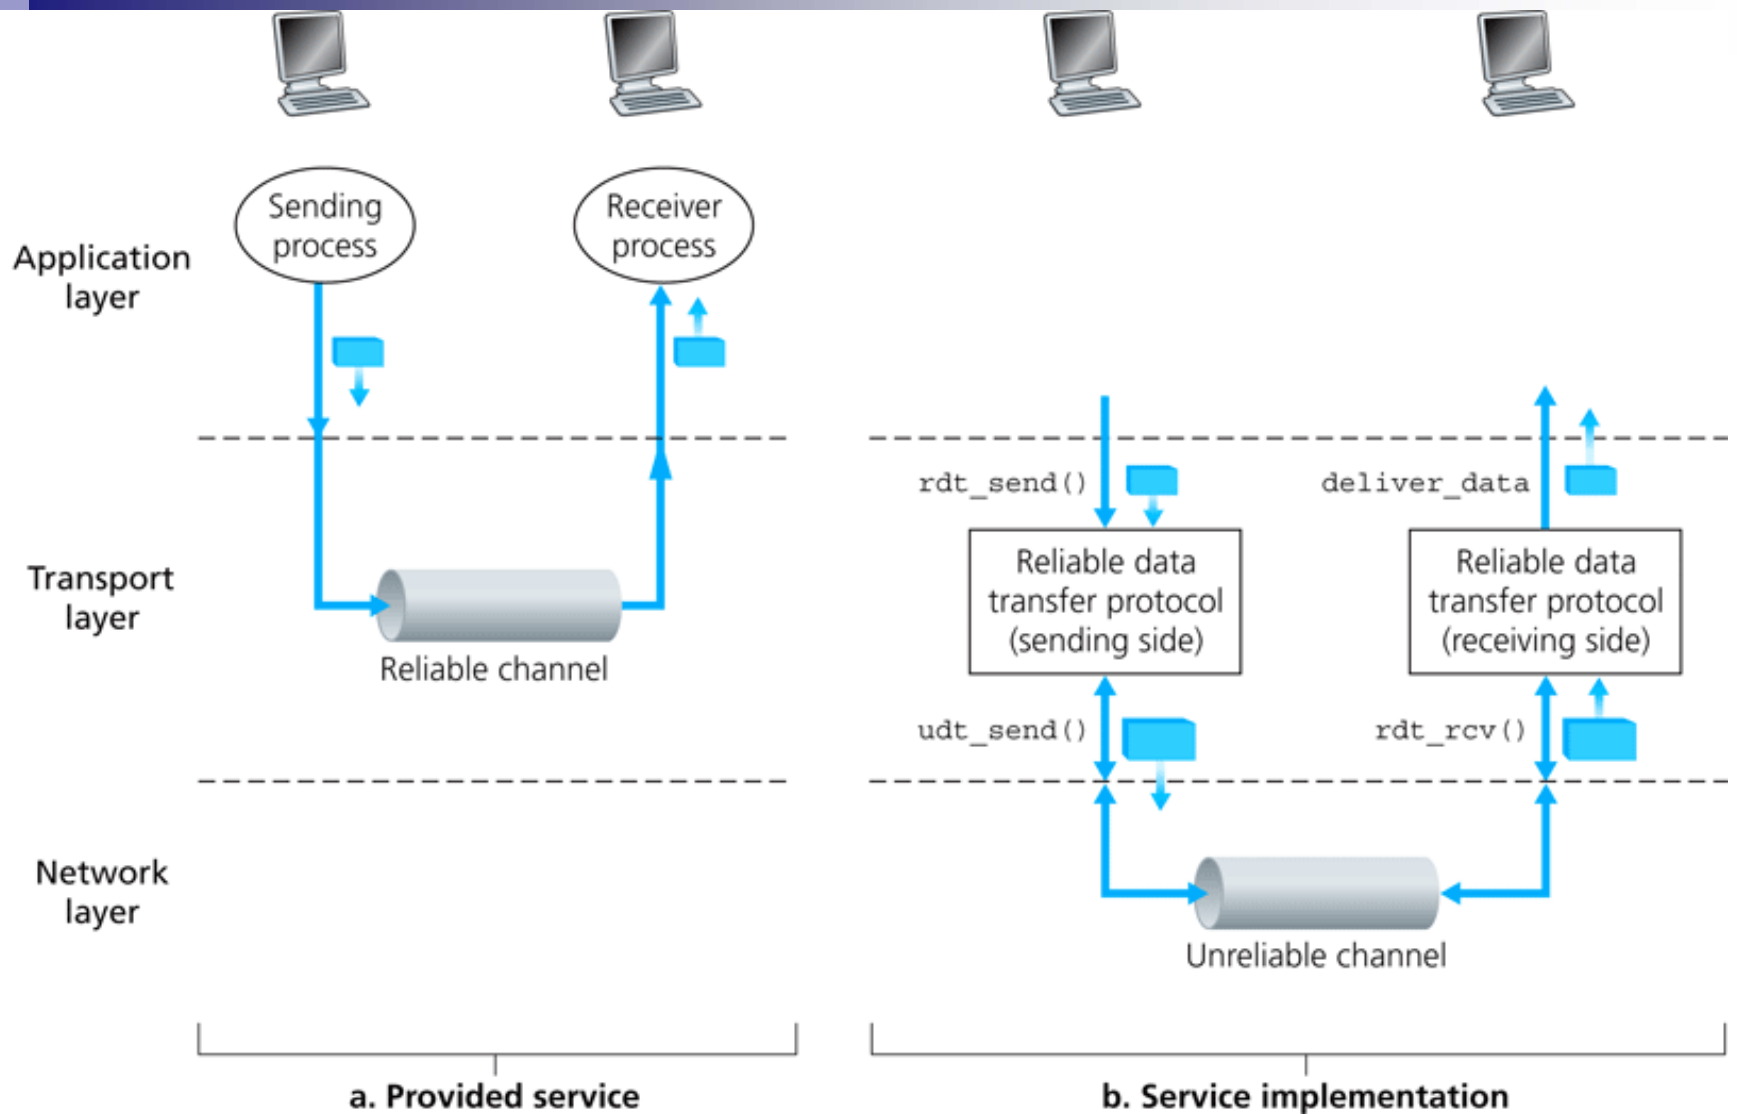 Sending
process
Receiver
process
Application
layer
rdt_send()
deliver_data
Transport
layer
Reliable data
transfer protocol
(sending side)
Reliable data
transfer protocol
(receiving side)
Reliable channel
udt_send()
rdt_rcv()
Network
layer
Unreliable channel
a. Provided service
b. Service implementation